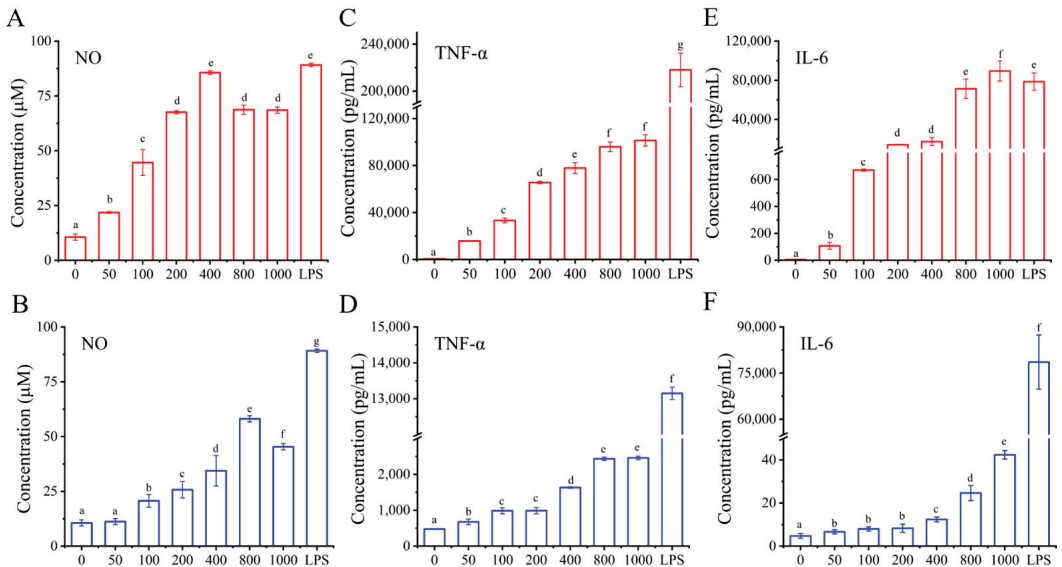 A
NO
Concentration (μM)
100
75
50
25
0
a
b
c
d
e
d
d
e
0 50 100 200 400 800 1000 LPS
C
TNF-α
Concentration (pg/mL)
240,000
200,000
120,000
80,000
40,000
0
a
b
c
d
e
f
f
g
0 50 100 200 400 800 1000 LPS
E
IL-6
Concentration (pg/mL)
120,000
80,000
40,000
600
400
200
0
a
b
c
d
d
e
f
e
0 50 100 200 400 800 1000 LPS
B
NO
Concentration (μM)
100
75
50
25
0
a
a
b
c
d
e
f
g
0 50 100 200 400 800 1000 LPS
D
TNF-α
Concentration (pg/mL)
15,000
14,000
13,000
2,000
1,000
0
a
b
c
c
d
e
e
f
0 50 100 200 400 800 1000 LPS
F
IL-6
Concentration (pg/mL)
90,000
75,000
60,000
40
20
0
a
b
b
b
c
d
e
f
0 50 100 200 400 800 1000 LPS